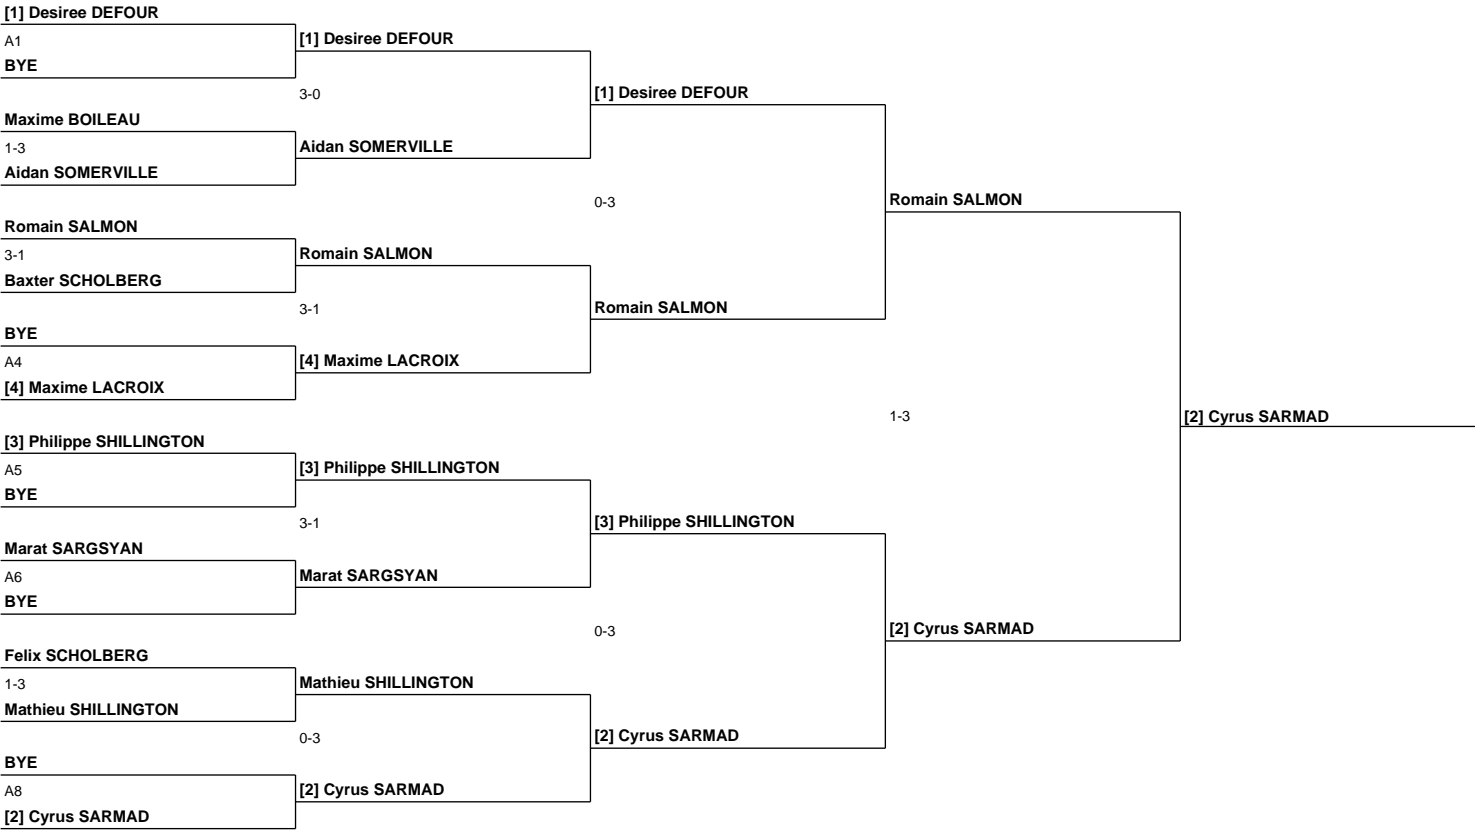 [1] Desiree DEFOUR
A1
BYE
Maxime BOILEAU
1-3
Aidan SOMERVILLE
Romain SALMON
3-1
Baxter SCHOLBERG
BYE
A4
[4] Maxime LACROIX
[3] Philippe SHILLINGTON
A5
BYE
Marat SARGSYAN
A6
BYE
Felix SCHOLBERG
1-3
Mathieu SHILLINGTON
BYE
A8
[2] Cyrus SARMAD
[1] Desiree DEFOUR
3-0
Aidan SOMERVILLE
Romain SALMON
3-1
[4] Maxime LACROIX
[3] Philippe SHILLINGTON
3-1
Marat SARGSYAN
Mathieu SHILLINGTON
0-3
[2] Cyrus SARMAD
[1] Desiree DEFOUR
0-3
Romain SALMON
[3] Philippe SHILLINGTON
0-3
[2] Cyrus SARMAD
Romain SALMON
1-3
[2] Cyrus SARMAD
[2] Cyrus SARMAD